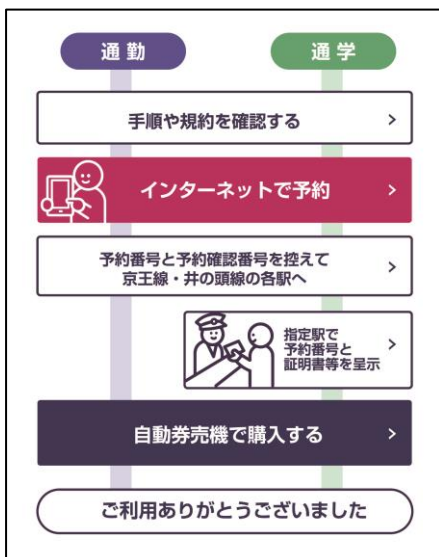 通勤
通学
手順や規約を確認する
インターネットで予約
予約番号と予約確認番号を控えて
京王線・井の頭線の各駅へ
指定駅で
予約番号と
証明書等を呈示
自動券売機で購入する
ご利用ありがとうございました